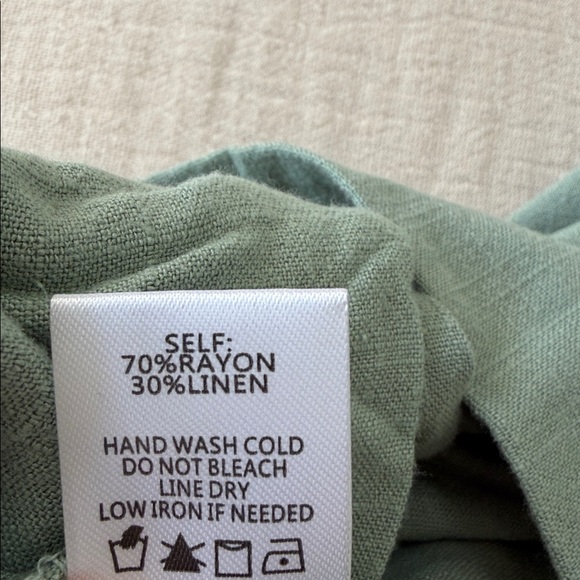 SELF:
70%RAYON
30%LINEN
HAND WASH COLD
DO NOT BLEACH
LINE DRY
LOW IRON IF NEEDED